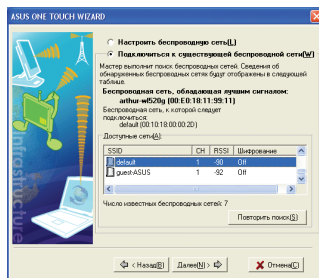 ASUS ONE TOUCH WIZARD
Настроить беспроводную сеть(L)
Подключиться к существующей беспроводной сети(W)
Мастер выполнит поиск беспроводных сетей. Сведения об
обнаруженных беспроводных сетях будут отображены в следующей
таблице.
Беспроводная сеть, обладающая лучшим сигналом:
arthur-wl520g (00:E0:18:11:99:11)
Беспроводная сеть, к которой следует
подключиться:
default (00:10:18:00:00:20)
Доступные сети(A):
SSID CH RSSI Шифрование
default 1 -90 Off
guest-ASUS 1 -92 Off
Число известных беспроводных сетей: 7
Повторить поиск(S)
Infrastructure
< Назад(B) Далее(N) > Отмена(C)